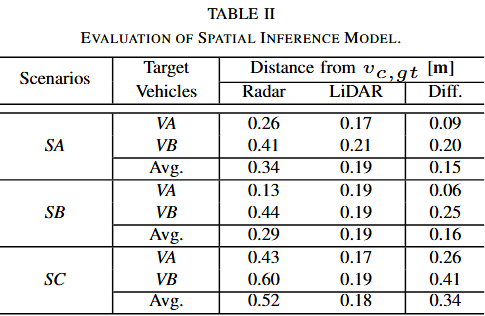 TABLE II
EVALUATION OF SPATIAL INFERENCE MODEL.
Scenarios Target Vehicles Distance from v_{c,gt} [m]
Radar LiDAR Diff.
SA VA 0.26 0.17 0.09
VB 0.41 0.21 0.20
Avg. 0.34 0.19 0.15
SB VA 0.13 0.19 0.06
VB 0.44 0.19 0.25
Avg. 0.29 0.19 0.16
SC VA 0.43 0.17 0.26
VB 0.60 0.19 0.41
Avg. 0.52 0.18 0.34